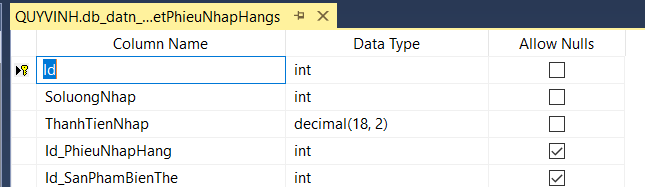 QUYVINH.db_datn_...etPhieuNhapHangs
Column Name Data Type Allow Nulls
Id int
SoluongNhap int
ThanhTienNhap decimal(18, 2)
Id_PhieuNhapHang int
Id_SanPhamBienThe int